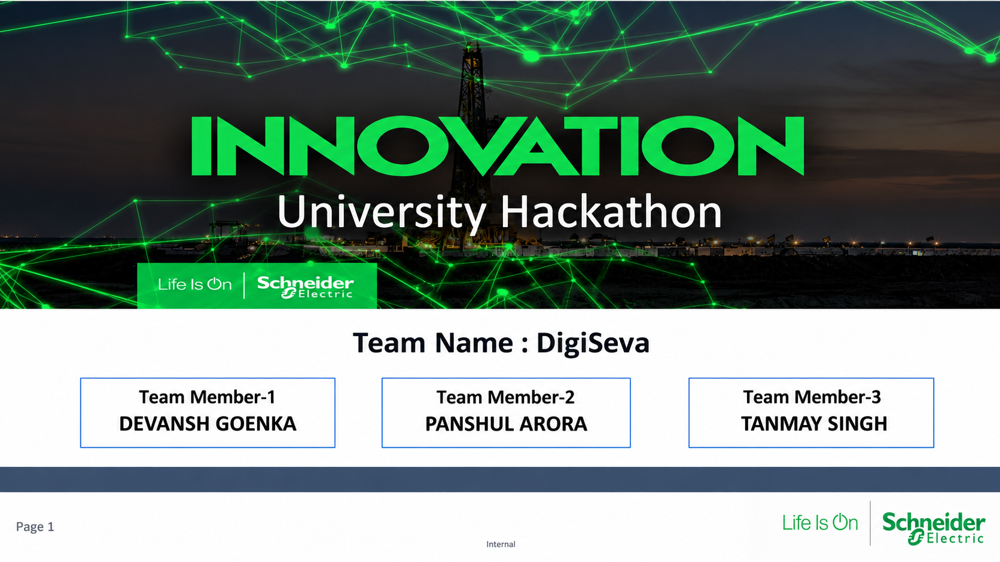 INNOVATION
University Hackathon
Life Is On | Schneider Electric
Team Name : DigiSeva
Team Member-1
DEVANSH GOENKA
Team Member-2
PANSHUL ARORA
Team Member-3
TANMAY SINGH
Page 1
Internal
Life Is On | Schneider Electric